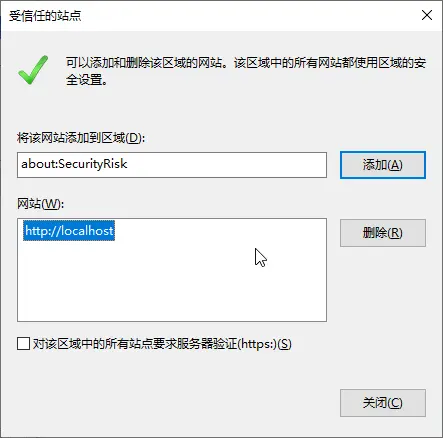 受信任的站点
可以添加和删除该区域的网站。该区域中的所有网站都使用区域的安
全设置。
将该网站添加到区域(D):
about:SecurityRisk
添加(A)
网站(W):
http://localhost
删除(R)
对该区域中的所有站点要求服务器验证(https:)(S)
关闭(C)